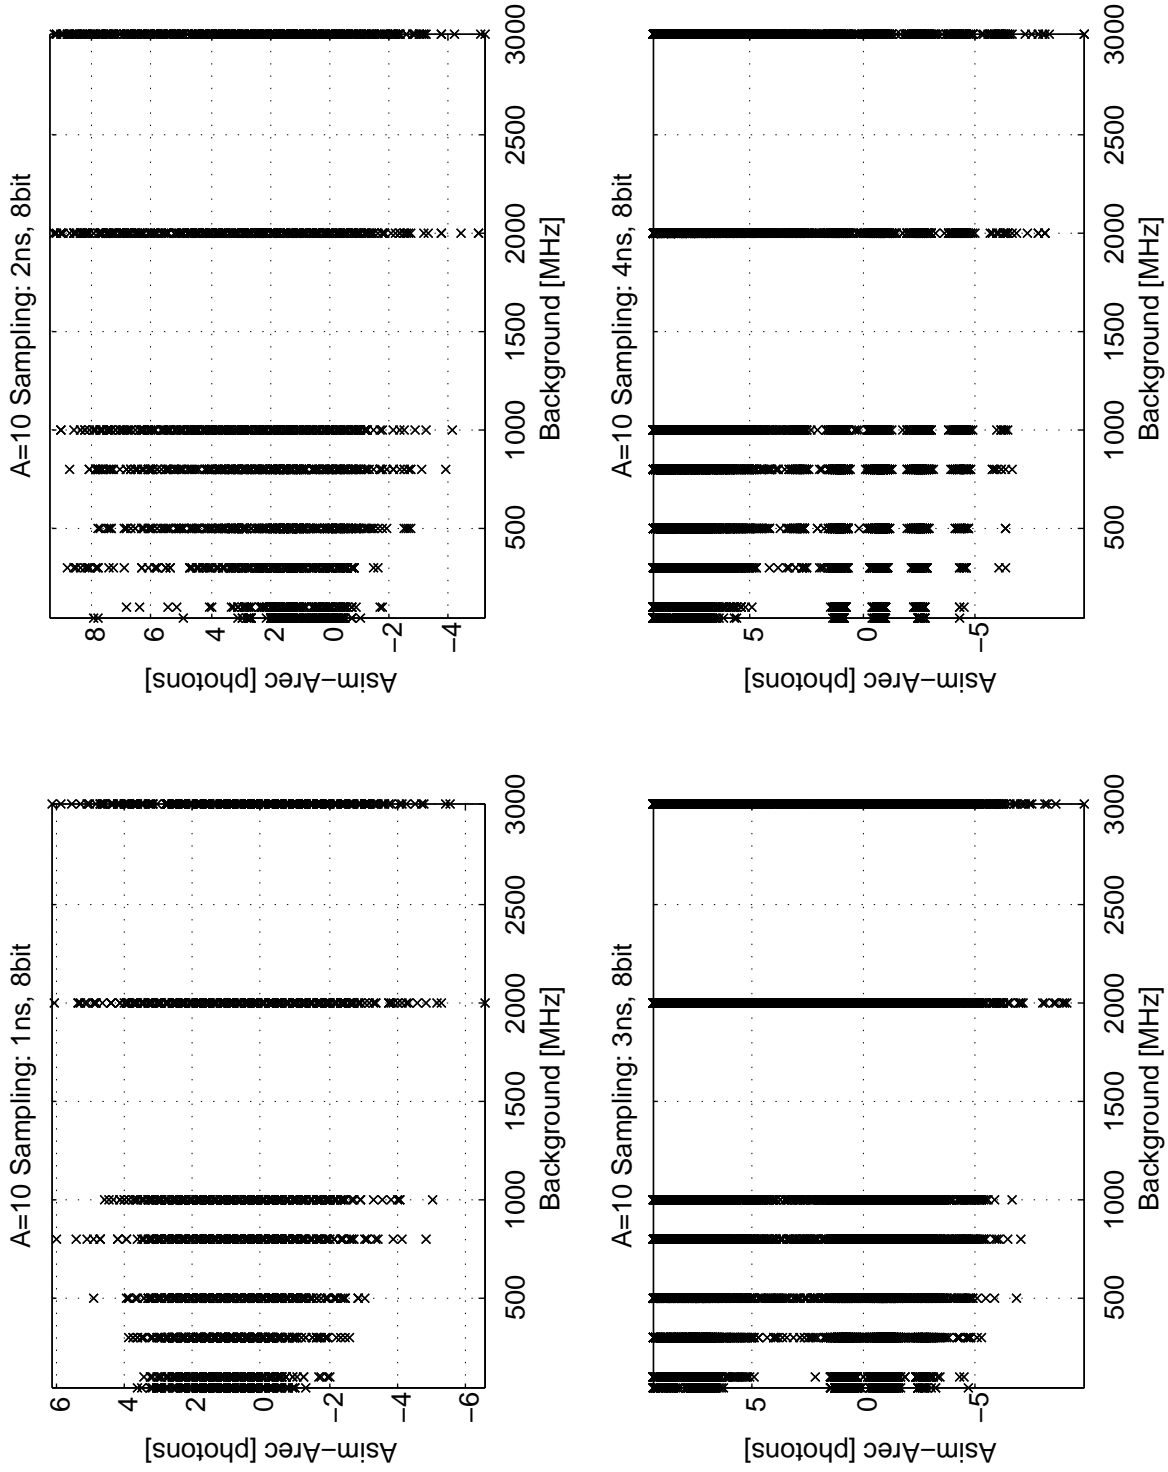 A=10 Sampling: 1ns, 8bit
6
4
2
0
−2
−4
−6
Asim−Arec [photons]
500 1000 1500 2000 2500 3000
Background [MHz]
A=10 Sampling: 2ns, 8bit
8
6
4
2
0
−2
−4
Asim−Arec [photons]
500 1000 1500 2000 2500 3000
Background [MHz]
A=10 Sampling: 3ns, 8bit
5
0
−5
Asim−Arec [photons]
500 1000 1500 2000 2500 3000
Background [MHz]
A=10 Sampling: 4ns, 8bit
5
0
−5
Asim−Arec [photons]
500 1000 1500 2000 2500 3000
Background [MHz]